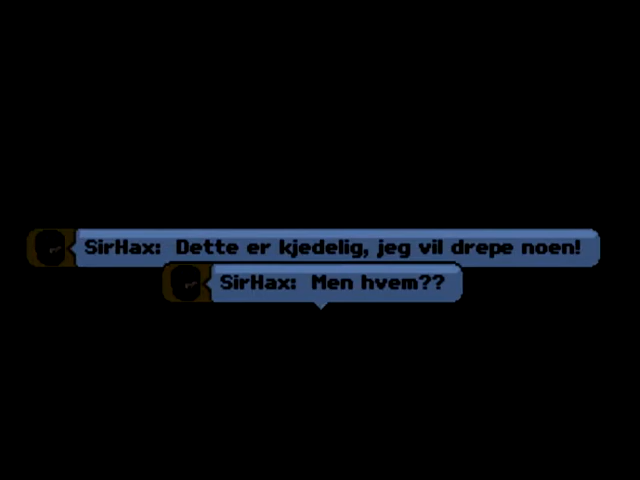 SirHax: Dette er kjedelig, jeg vil drepe noen!
SirHax: Men hvem??